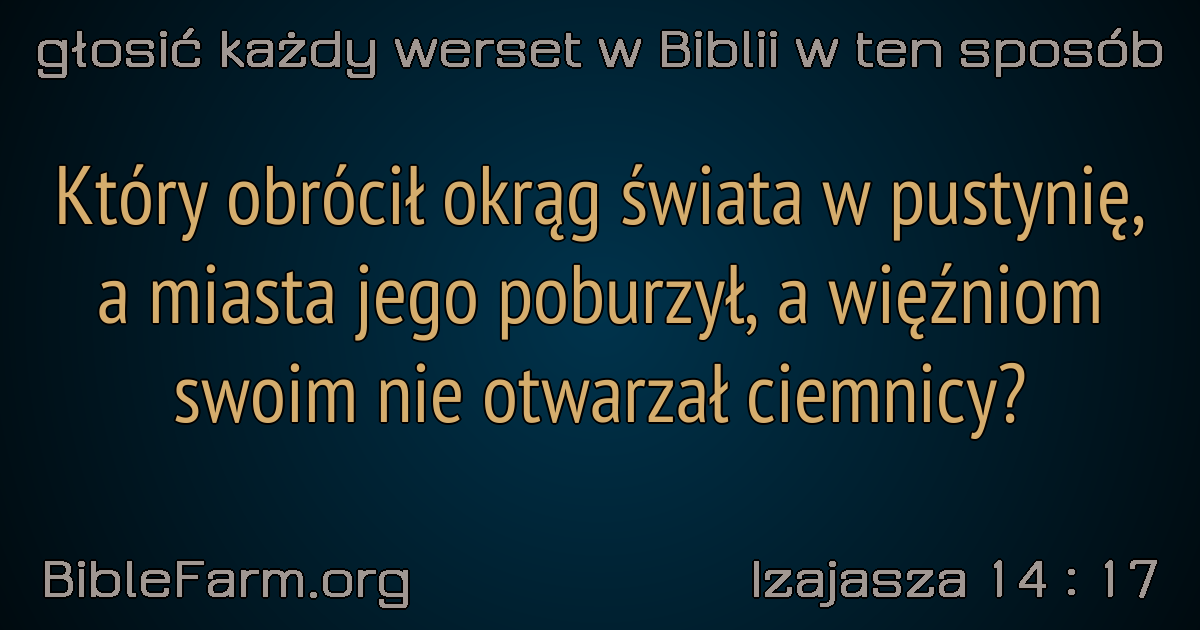 głosić każdy werset w Biblii w ten sposób
Który obrócił okrąg świata w pustynię,
a miasta jego poburzył, a więźniom
swoim nie otwarzał ciemnicy?
BibleFarm.org
Izajasza 14 : 17